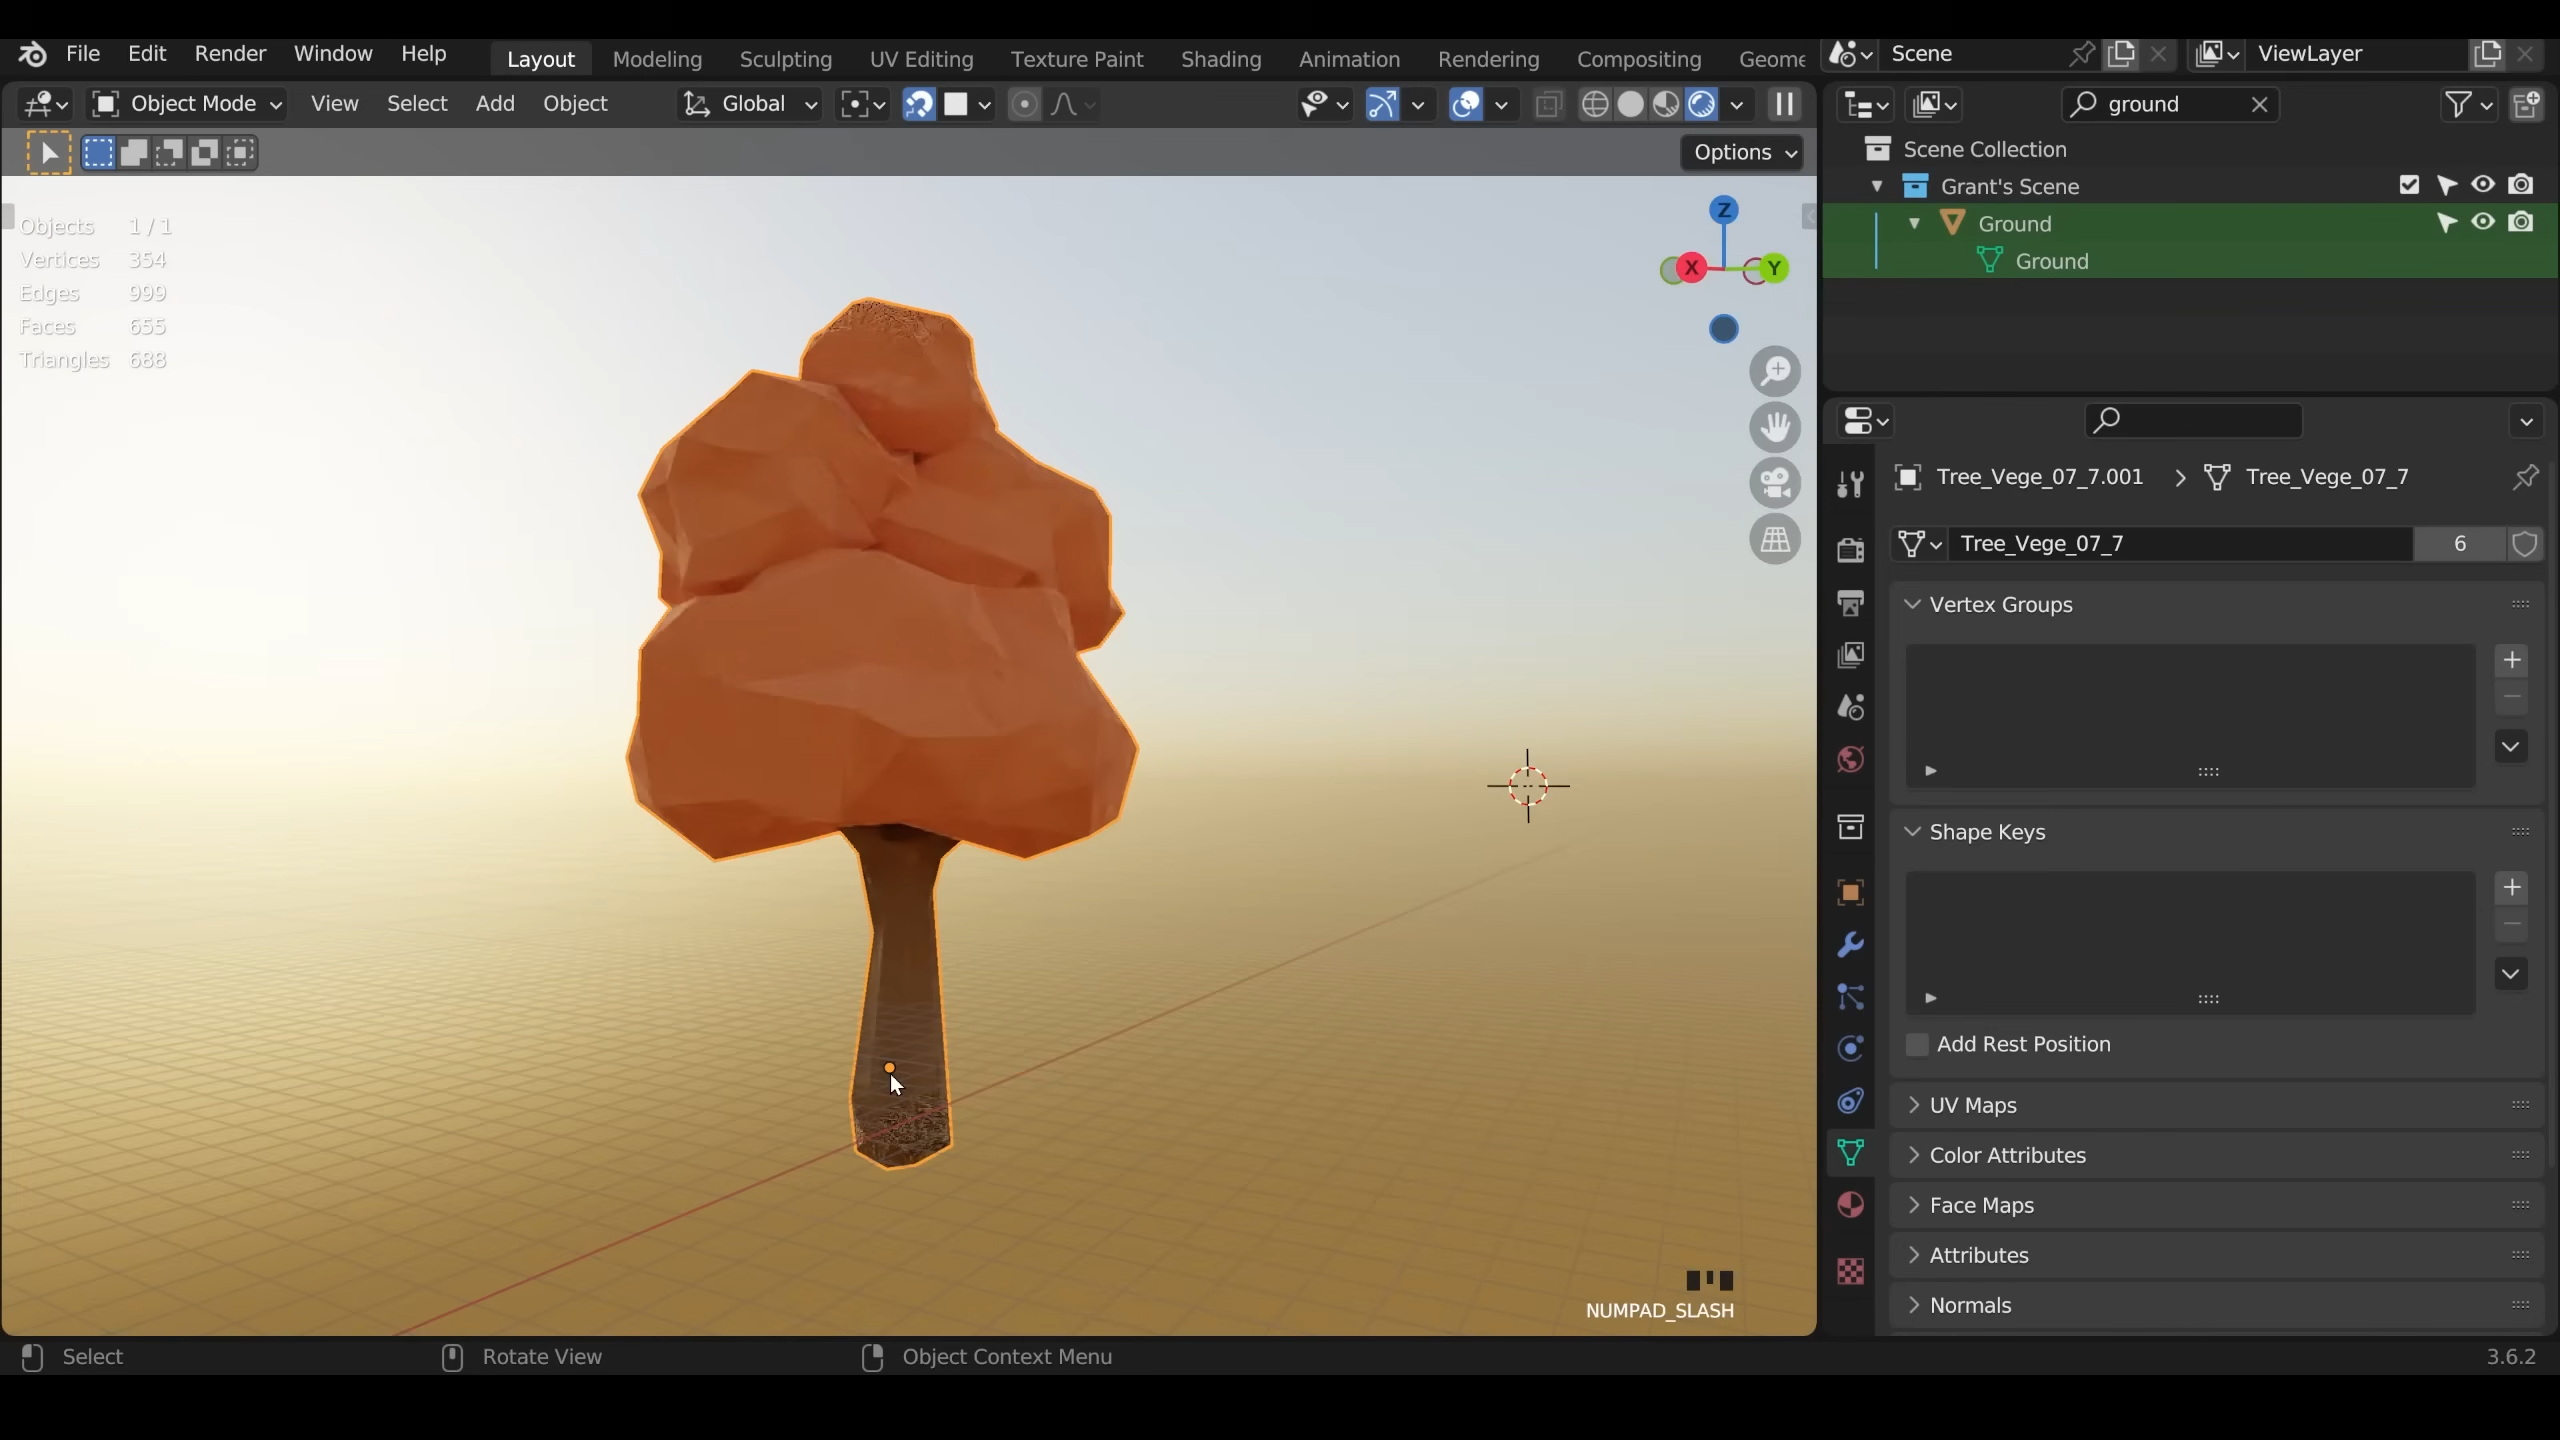 File Edit Render Window Help Layout Modeling Sculpting UV Editing Texture Paint Shading Animation Rendering Compositing Geome Scene ViewLayer
Object Mode View Select Add Object Global ground
Options
Scene Collection
Grant's Scene
Ground
Ground
Objects 1 / 1
Vertices 354
Edges 999
Faces 655
Triangles 688
Z
X
Y
Tree_Vege_07_7.001 Tree_Vege_07_7
Tree_Vege_07_7 6
Vertex Groups
Shape Keys
Add Rest Position
UV Maps
Color Attributes
Face Maps
Attributes
Normals
NUMPAD_SLASH
Select Rotate View Object Context Menu 3.6.2